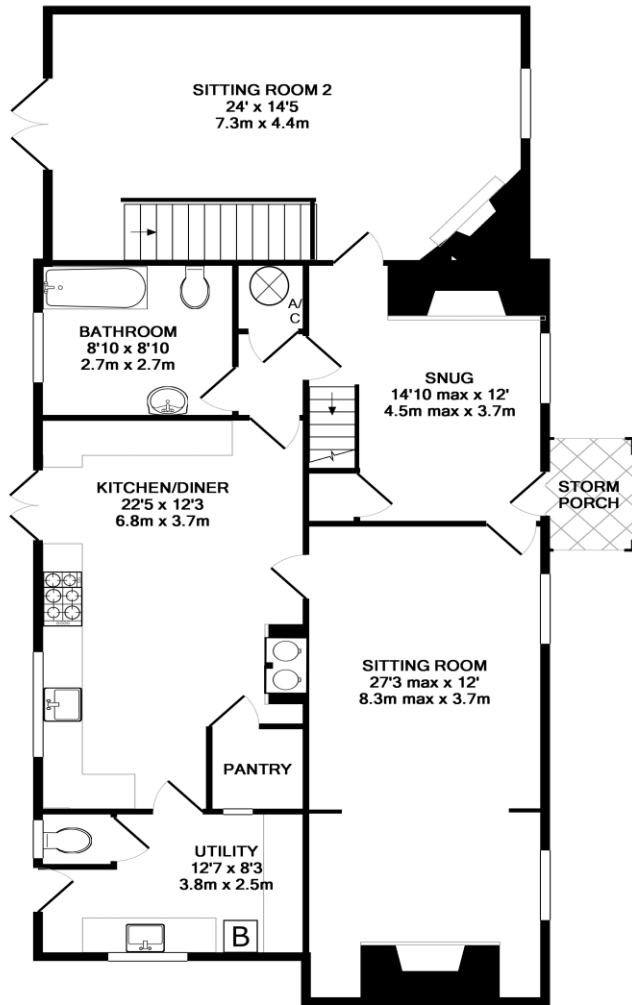 SITTING ROOM 2
24' x 14'5
7.3m x 4.4m
A/
C
BATHROOM
8'10 x 8'10
2.7m x 2.7m
SNUG
14'10 max x 12'
4.5m max x 3.7m
STORM
PORCH
KITCHEN/DINER
22'5 x 12'3
6.8m x 3.7m
SITTING ROOM
27'3 max x 12'
8.3m max x 3.7m
PANTRY
UTILITY
12'7 x 8'3
3.8m x 2.5m
B